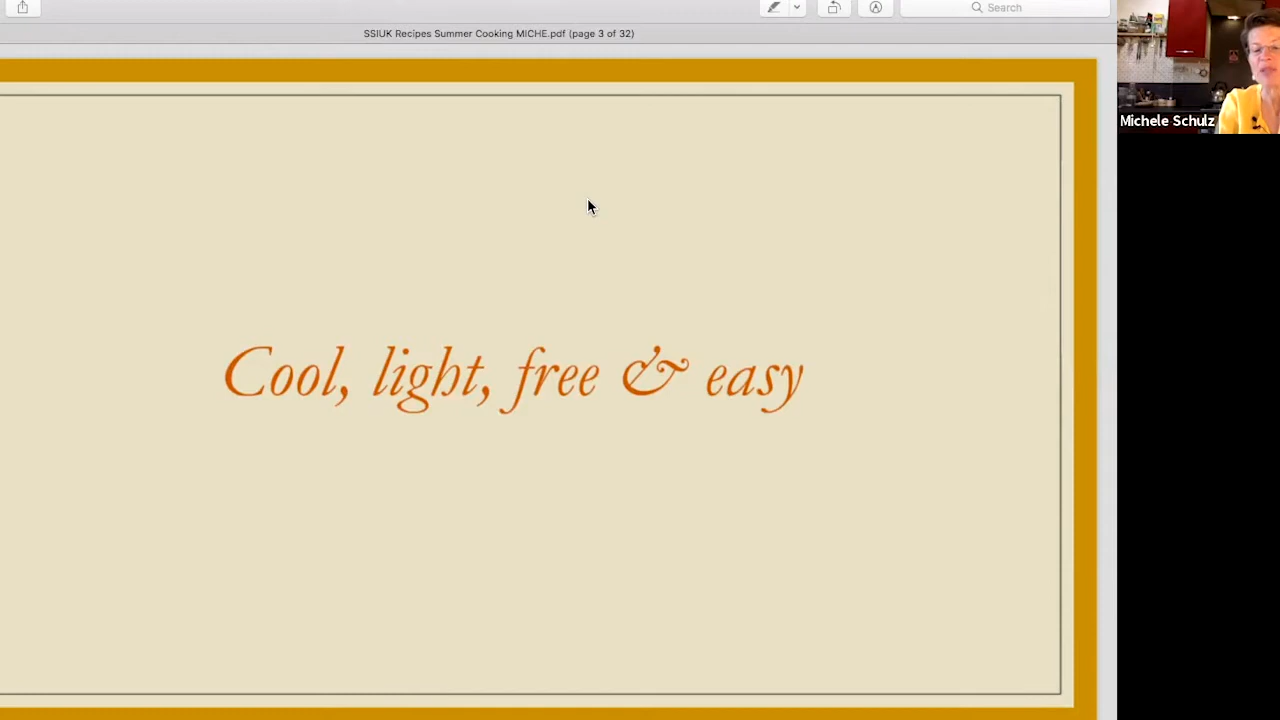 Search
SSIUK Recipes Summer Cooking MICHE.pdf (page 3 of 32)
Michele Schulz
Cool, light, free & easy